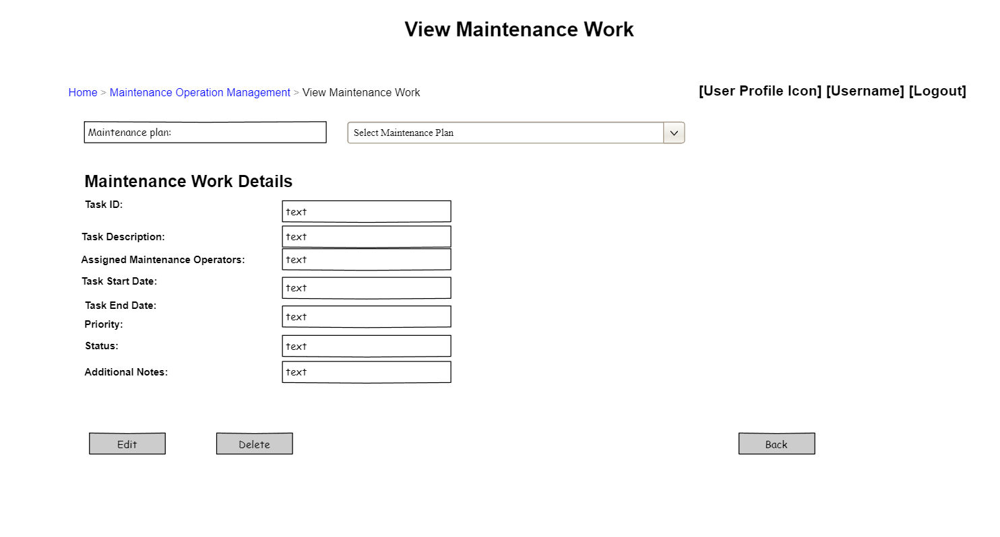 View Maintenance Work
Home > Maintenance Operation Management > View Maintenance Work
[User Profile Icon] [Username] [Logout]
Maintenance plan:
Select Maintenance Plan
Maintenance Work Details
Task ID:
text
Task Description:
text
Assigned Maintenance Operators:
text
Task Start Date:
text
Task End Date:
text
Priority:
Status:
text
Additional Notes:
text
Edit
Delete
Back